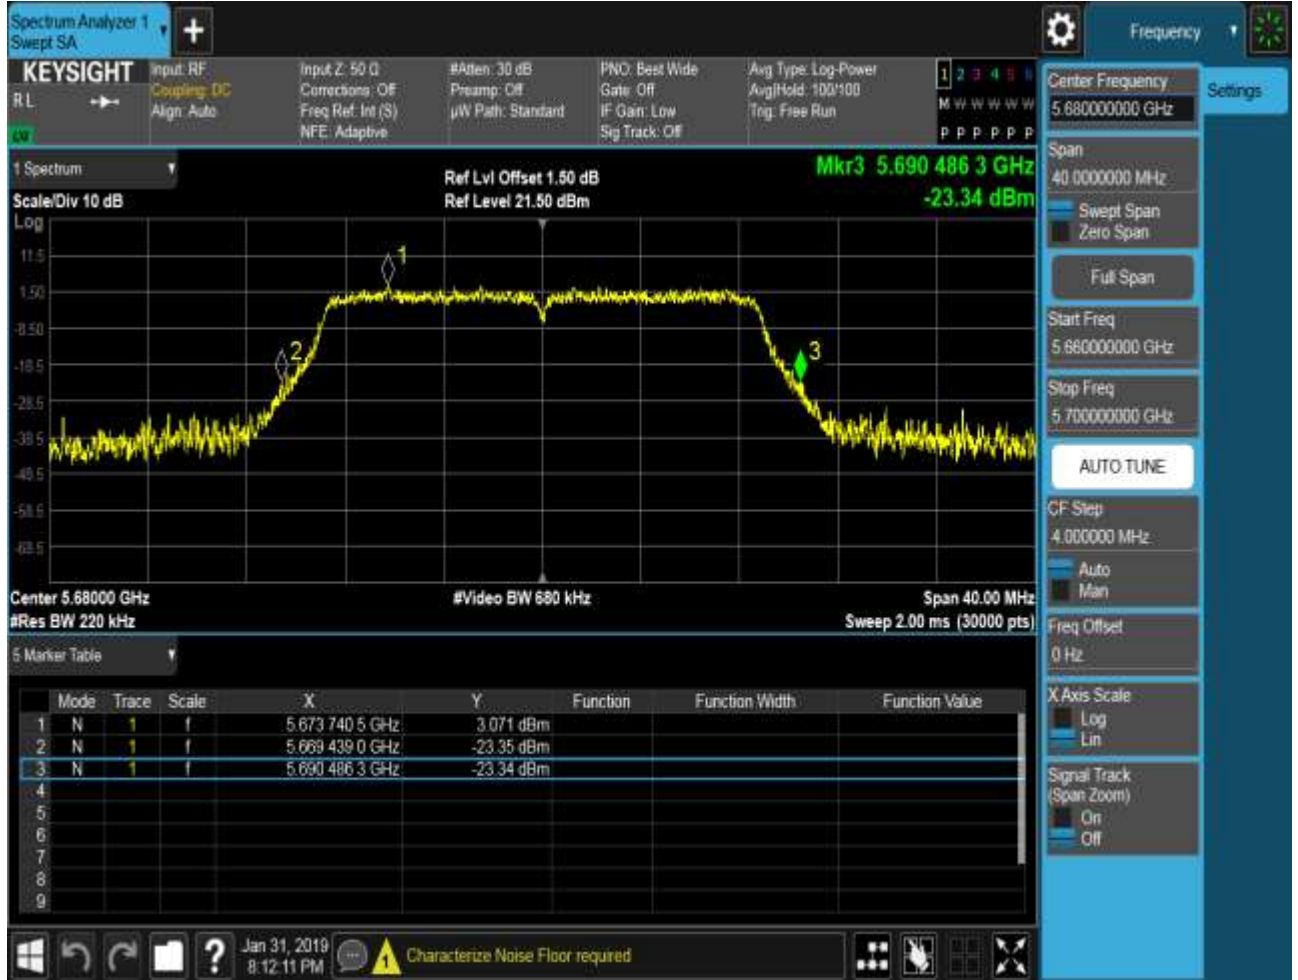 Spectrum Analyzer 1
Swept SA
Frequency
KEYSIGHT
RL
Input: RF
Coupling: DC
Align: Auto
Input Z: 50 Ω
Corrections: Off
Freq Ref: Int (S)
NFE: Adaptive
#Atten: 30 dB
Preamp: Off
µW Path: Standard
PNO: Best Wide
Gate: Off
IF Gain: Low
Sig Track: Off
Avg Type: Log-Power
Avg|Hold: 100/100
Trig: Free Run
1 2 3 4 5 6
M W W W W W
P P P P P P
1 Spectrum
Scale/Div 10 dB
Log
Ref Lvl Offset 1.50 dB
Ref Level 21.50 dBm
Mkr3 5.690 486 3 GHz
-23.34 dBm
11.5
1.50
-8.50
-18.5
-28.5
-38.5
-48.5
-58.5
-68.5
1
2
3
Center 5.68000 GHz
#Res BW 220 kHz
#Video BW 680 kHz
Span 40.00 MHz
Sweep 2.00 ms (30000 pts)
5 Marker Table
Mode Trace Scale X Y Function Function Width Function Value
1 N 1 f 5.673 740 5 GHz 3.071 dBm
2 N 1 f 5.669 439 0 GHz -23.35 dBm
3 N 1 f 5.690 486 3 GHz -23.34 dBm
4
5
6
7
8
9
Center Frequency
5.680000000 GHz
Settings
Span
40.0000000 MHz
Swept Span
Zero Span
Full Span
Start Freq
5.660000000 GHz
Stop Freq
5.700000000 GHz
AUTO TUNE
CF Step
4.000000 MHz
Auto
Man
Freq Offset
0 Hz
X Axis Scale
Log
Lin
Signal Track
(Span Zoom)
On
Off
?
Jan 31, 2019
8:12:11 PM
1
Characterize Noise Floor required